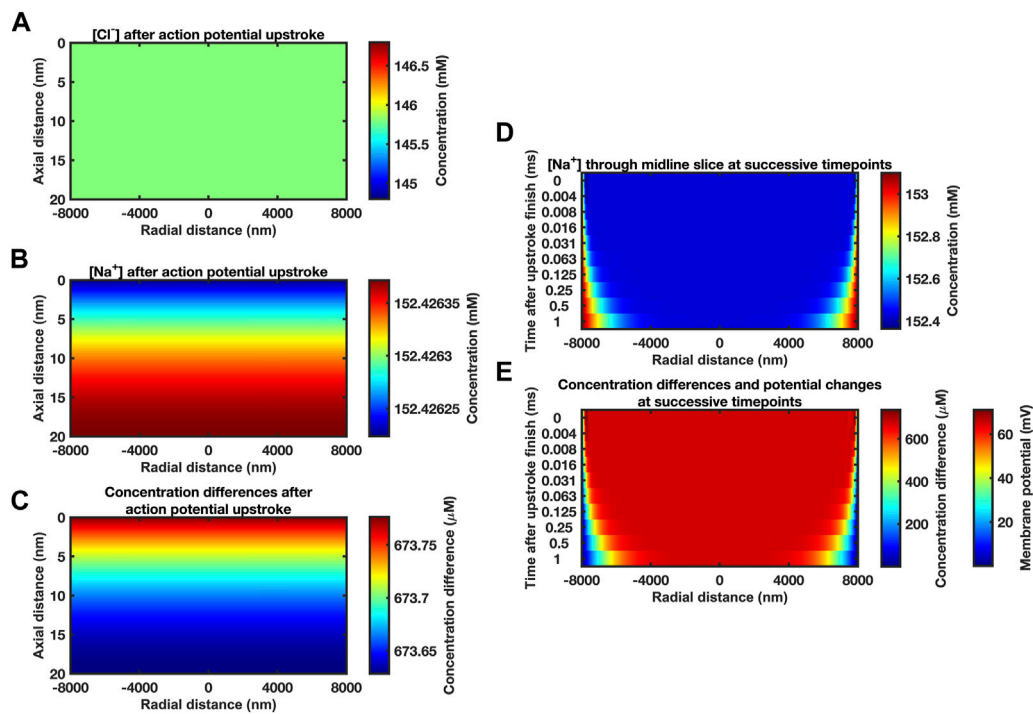 A
[Cl⁻] after action potential upstroke
Axial distance (nm)
0
5
10
15
20
-8000 -4000 0 4000 8000
Radial distance (nm)
146.5
146
145.5
145
Concentration (mM)
B
[Na⁺] after action potential upstroke
Axial distance (nm)
0
5
10
15
20
-8000 -4000 0 4000 8000
Radial distance (nm)
152.42635
152.4263
152.42625
Concentration (mM)
C
Concentration differences after
action potential upstroke
Axial distance (nm)
0
5
10
15
20
-8000 -4000 0 4000 8000
Radial distance (nm)
673.75
673.7
673.65
Concentration difference (μM)
D
[Na⁺] through midline slice at successive timepoints
Time after upstroke finish (ms)
0
0.004
0.008
0.016
0.031
0.063
0.125
0.25
0.5
1
-8000 -4000 0 4000 8000
Radial distance (nm)
153
152.8
152.6
152.4
Concentration (mM)
E
Concentration differences and potential changes
at successive timepoints
Time after upstroke finish (ms)
0
0.004
0.008
0.016
0.031
0.063
0.125
0.25
0.5
1
-8000 -4000 0 4000 8000
Radial distance (nm)
600
400
200
Concentration difference (μM)
60
40
20
Membrane potential (mV)